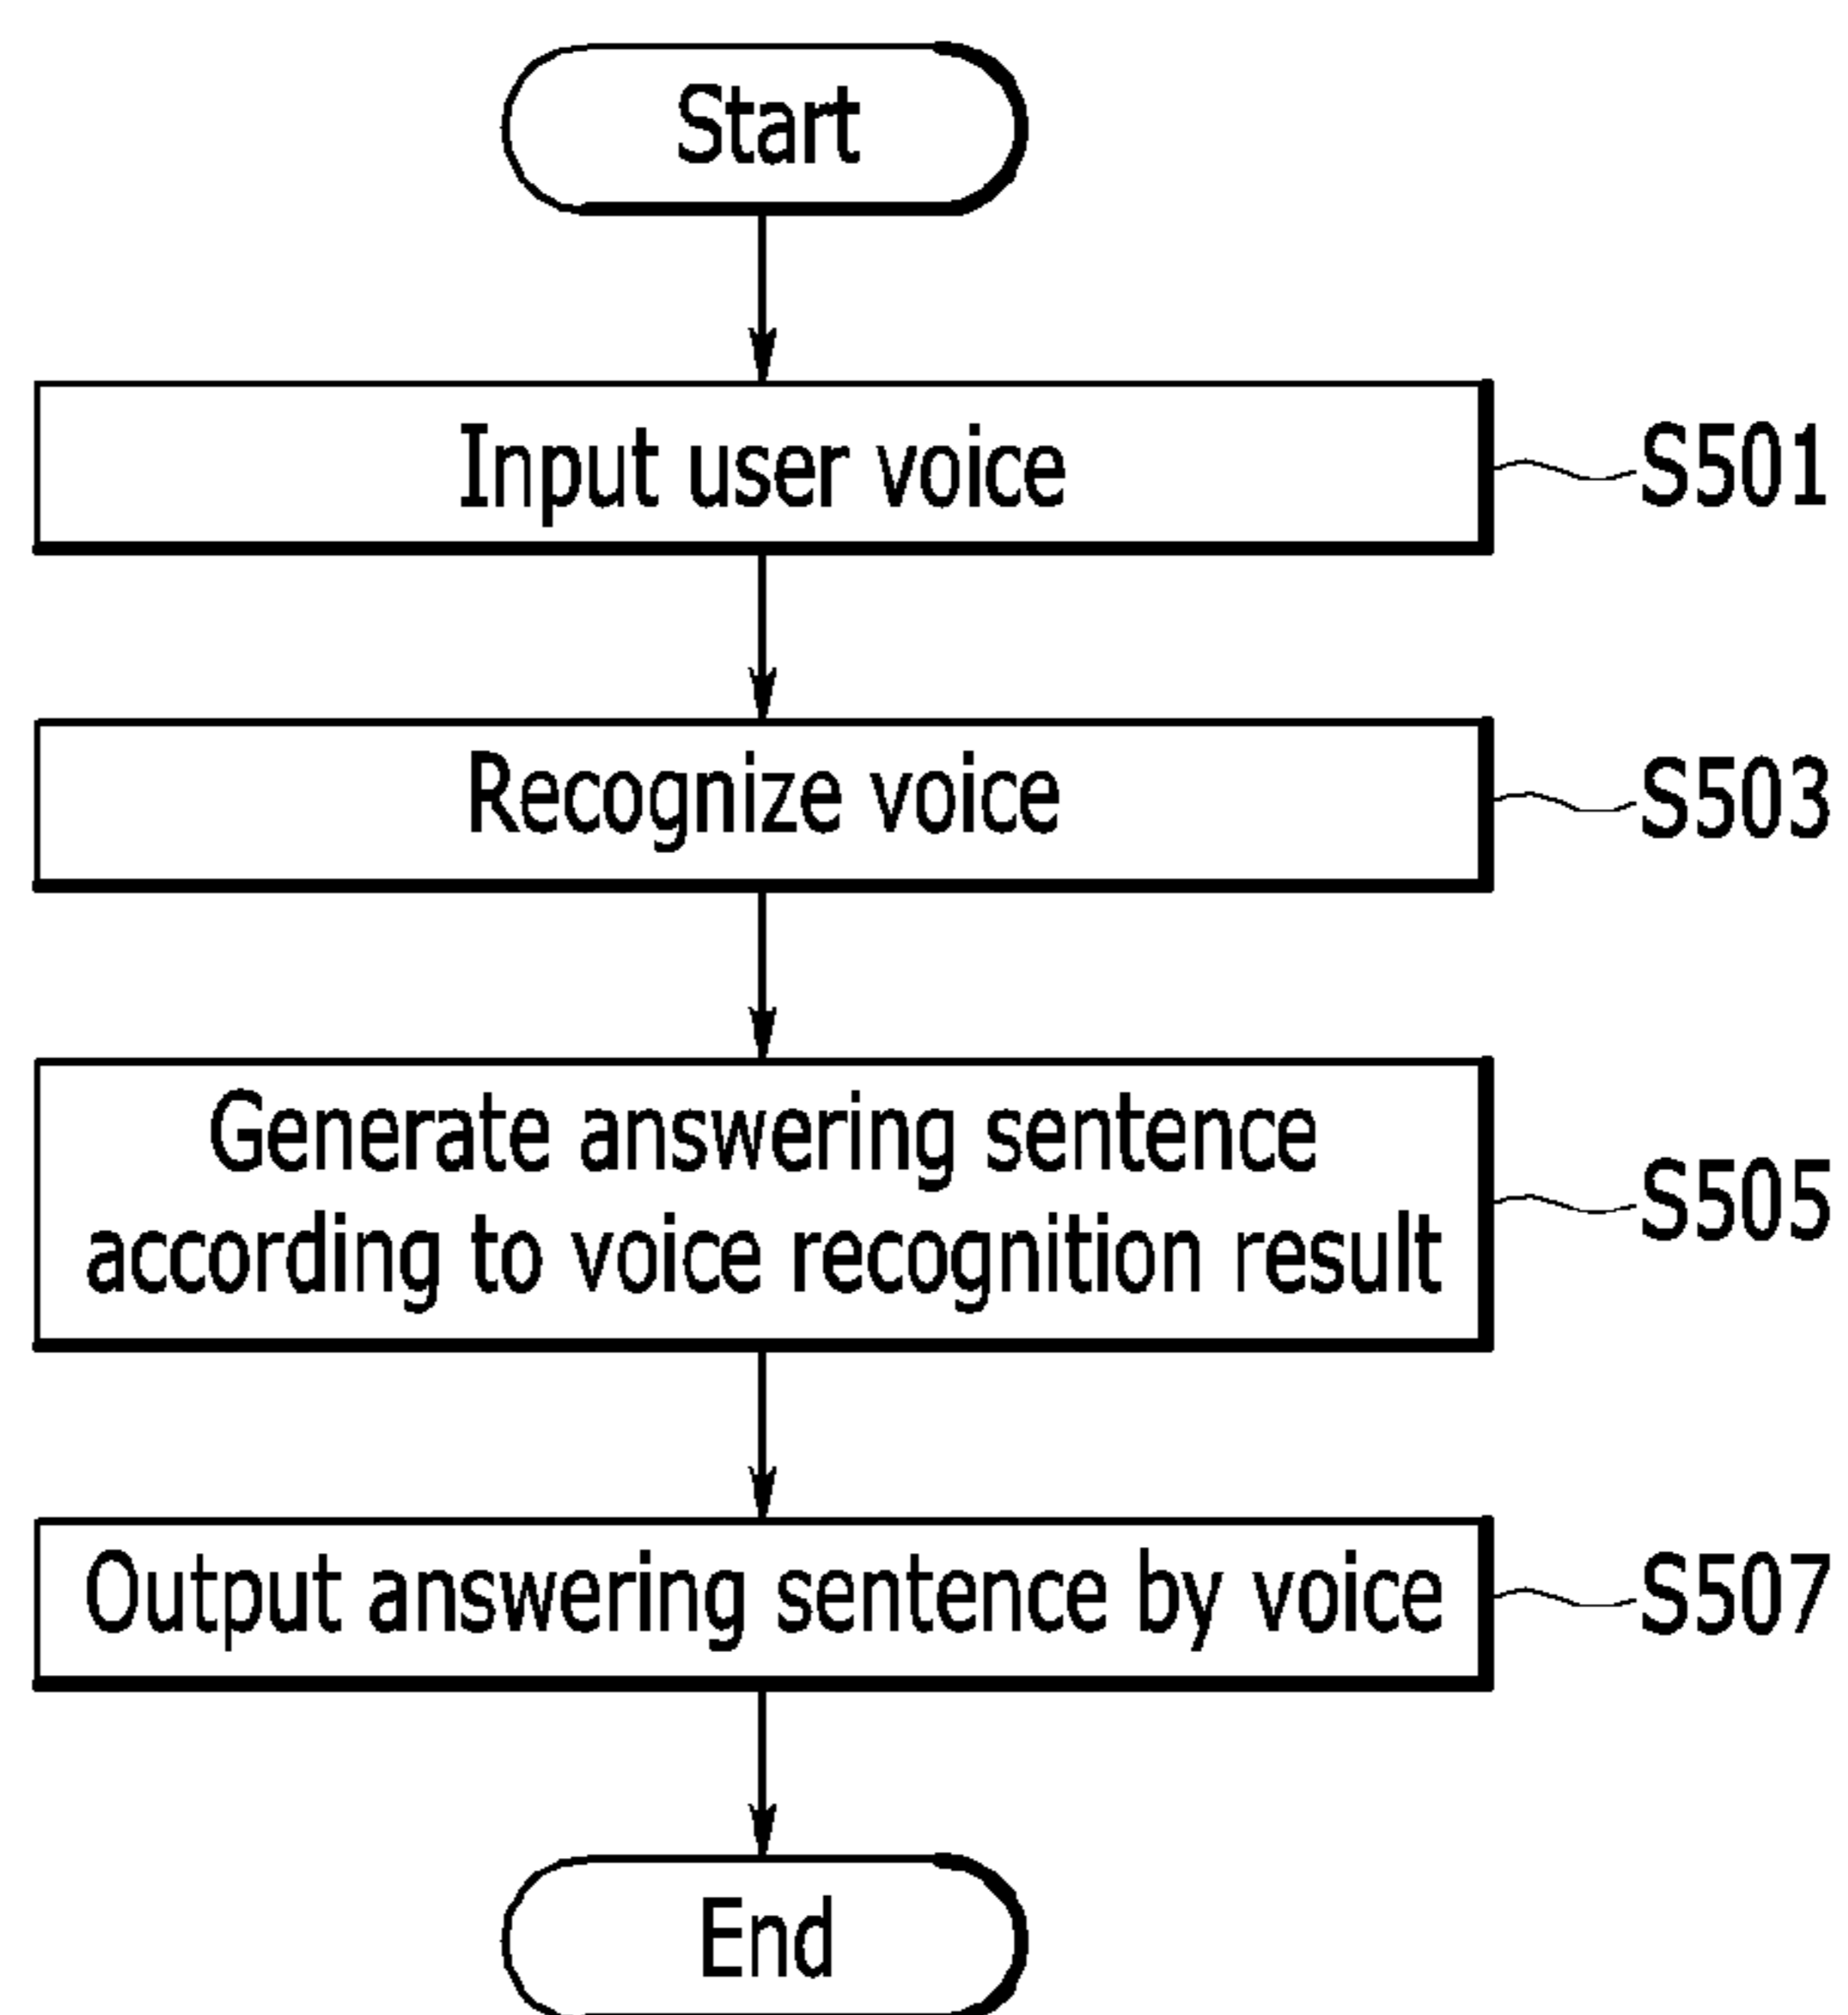 Start
Input user voice
S501
Recognize voice
S503
Generate answering sentence
according to voice recognition result
S505
Output answering sentence by voice
S507
End